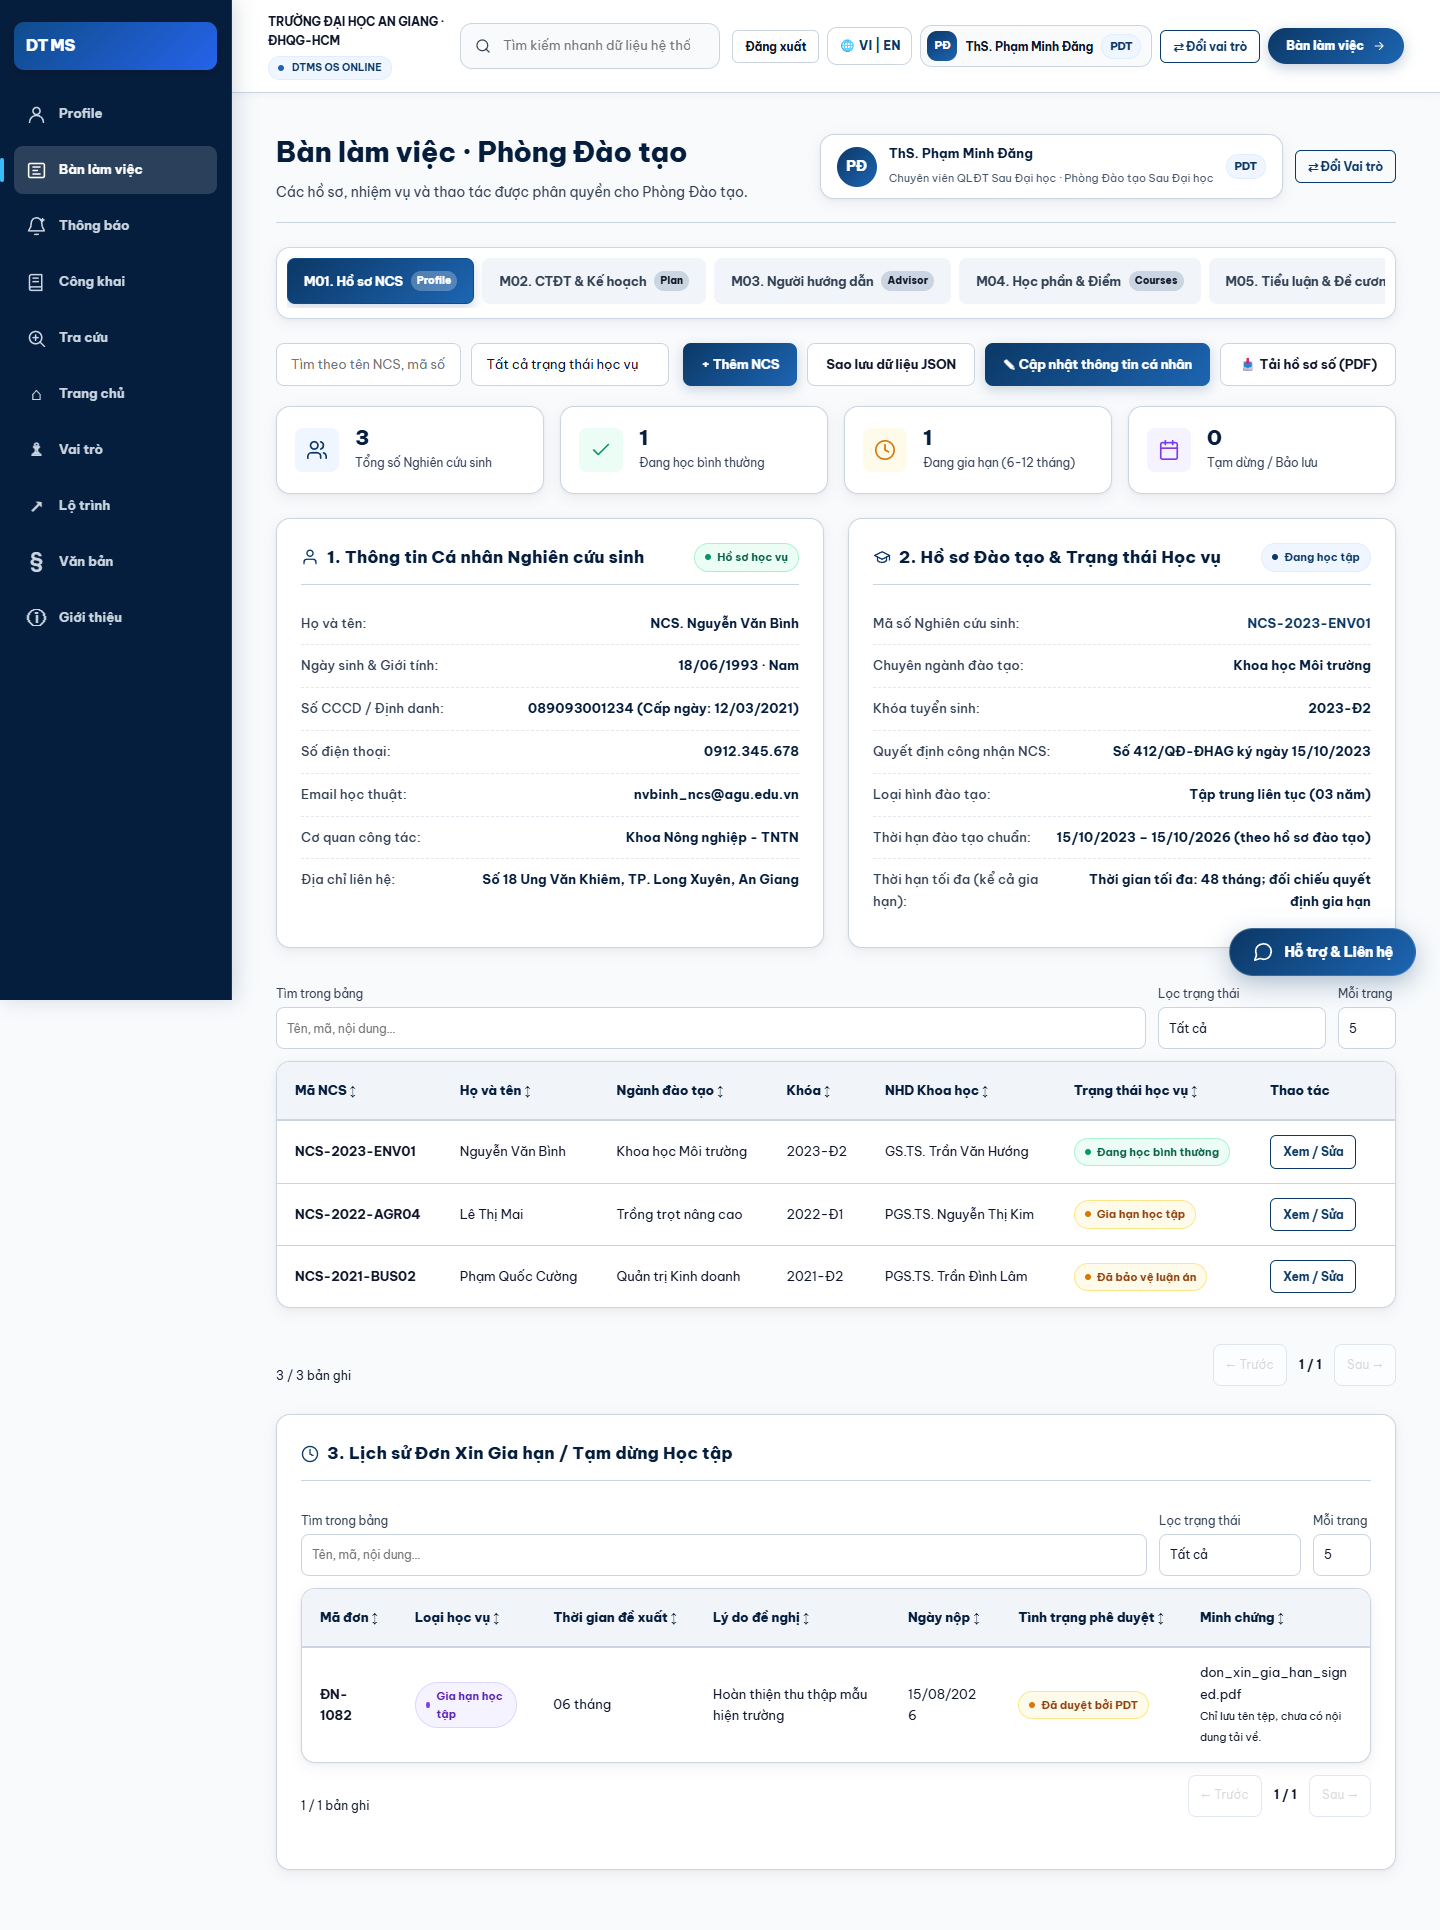 DTMS
Profile
Bàn làm việc
Thông báo
Công khai
Tra cứu
Trang chủ
Vai trò
Lộ trình
Văn bản
Giới thiệu
TRƯỜNG ĐẠI HỌC AN GIANG ·
ĐHQG-HCM
DTMS OS ONLINE
Tìm kiếm nhanh dữ liệu hệ thố
Đăng xuất
VI | EN
PĐ ThS. Phạm Minh Đăng PDT
⇄ Đổi vai trò
Bàn làm việc →
Bàn làm việc · Phòng Đào tạo
Các hồ sơ, nhiệm vụ và thao tác được phân quyền cho Phòng Đào tạo.
PĐ
ThS. Phạm Minh Đăng
Chuyên viên QLĐT Sau Đại học · Phòng Đào tạo Sau Đại học
PDT
⇄ Đổi Vai trò
M01. Hồ sơ NCS Profile
M02. CTĐT & Kế hoạch Plan
M03. Người hướng dẫn Advisor
M04. Học phần & Điểm Courses
M05. Tiểu luận & Đề cươn
Tìm theo tên NCS, mã số
Tất cả trạng thái học vụ
+ Thêm NCS
Sao lưu dữ liệu JSON
Cập nhật thông tin cá nhân
Tải hồ sơ số (PDF)
3
Tổng số Nghiên cứu sinh
1
Đang học bình thường
1
Đang gia hạn (6-12 tháng)
0
Tạm dừng / Bảo lưu
1. Thông tin Cá nhân Nghiên cứu sinh
Hồ sơ học vụ
Họ và tên: NCS. Nguyễn Văn Bình
Ngày sinh & Giới tính: 18/06/1993 · Nam
Số CCCD / Định danh: 089093001234 (Cấp ngày: 12/03/2021)
Số điện thoại: 0912.345.678
Email học thuật: nvbinh_ncs@agu.edu.vn
Cơ quan công tác: Khoa Nông nghiệp - TNTN
Địa chỉ liên hệ: Số 18 Ung Văn Khiêm, TP. Long Xuyên, An Giang
2. Hồ sơ Đào tạo & Trạng thái Học vụ
Đang học tập
Mã số Nghiên cứu sinh: NCS-2023-ENV01
Chuyên ngành đào tạo: Khoa học Môi trường
Khóa tuyển sinh: 2023-Đ2
Quyết định công nhận NCS: Số 412/QĐ-ĐHAG ký ngày 15/10/2023
Loại hình đào tạo: Tập trung liên tục (03 năm)
Thời hạn đào tạo chuẩn: 15/10/2023 – 15/10/2026 (theo hồ sơ đào tạo)
Thời hạn tối đa (kể cả gia Thời gian tối đa: 48 tháng; đối chiếu quyết
hạn): định gia hạn
Hỗ trợ & Liên hệ
Tìm trong bảng Lọc trạng thái Mỗi trang
Tên, mã, nội dung... Tất cả 5
Mã NCS ↕ Họ và tên ↕ Ngành đào tạo ↕ Khóa ↕ NHD Khoa học ↕ Trạng thái học vụ ↕ Thao tác
NCS-2023-ENV01 Nguyễn Văn Bình Khoa học Môi trường 2023-Đ2 GS.TS. Trần Văn Hướng Đang học bình thường Xem / Sửa
NCS-2022-AGR04 Lê Thị Mai Trồng trọt nâng cao 2022-Đ1 PGS.TS. Nguyễn Thị Kim Gia hạn học tập Xem / Sửa
NCS-2021-BUS02 Phạm Quốc Cường Quản trị Kinh doanh 2021-Đ2 PGS.TS. Trần Đình Lâm Đã bảo vệ luận án Xem / Sửa
3 / 3 bản ghi
← Trước 1 / 1 Sau →
3. Lịch sử Đơn Xin Gia hạn / Tạm dừng Học tập
Tìm trong bảng Lọc trạng thái Mỗi trang
Tên, mã, nội dung... Tất cả 5
Mã đơn ↕ Loại học vụ ↕ Thời gian đề xuất ↕ Lý do đề nghị ↕ Ngày nộp ↕ Tình trạng phê duyệt ↕ Minh chứng ↕
ĐN-
1082
Gia hạn học
tập
06 tháng
Hoàn thiện thu thập mẫu
hiện trường
15/08/202
6
Đã duyệt bởi PDT
don_xin_gia_han_sign
ed.pdf
Chỉ lưu tên tệp, chưa có nội
dung tải về.
1 / 1 bản ghi
← Trước 1 / 1 Sau →